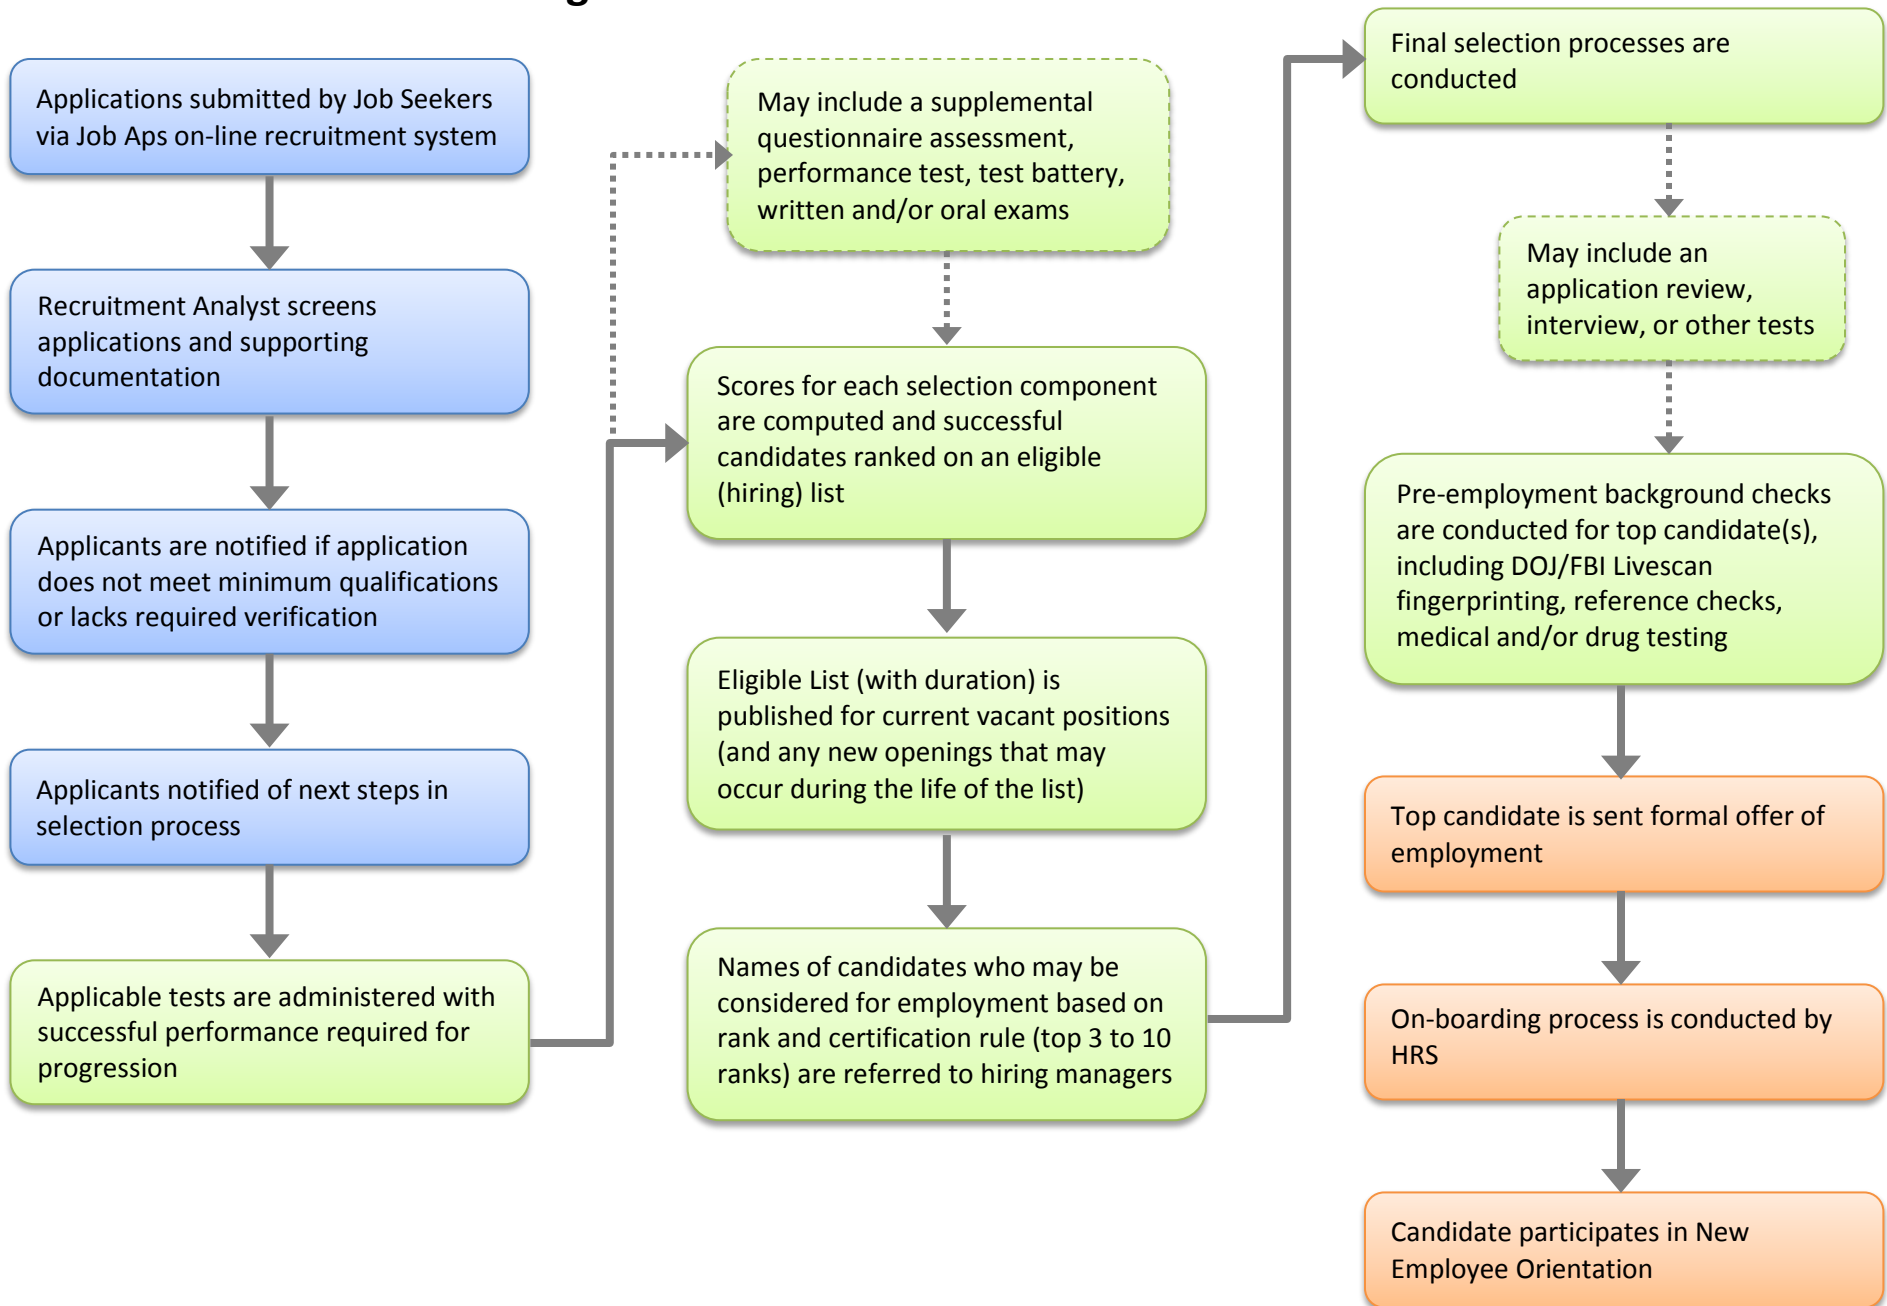 Applications submitted by Job Seekers
via Job Aps on-line recruitment system
Recruitment Analyst screens
applications and supporting
documentation
Applicants are notified if application
does not meet minimum qualifications
or lacks required verification
Applicants notified of next steps in
selection process
Applicable tests are administered with
successful performance required for
progression
May include a supplemental
questionnaire assessment,
performance test, test battery,
written and/or oral exams
Scores for each selection component
are computed and successful
candidates ranked on an eligible
(hiring) list
Eligible List (with duration) is
published for current vacant positions
(and any new openings that may
occur during the life of the list)
Names of candidates who may be
considered for employment based on
rank and certification rule (top 3 to 10
ranks) are referred to hiring managers
Final selection processes are
conducted
May include an
application review,
interview, or other tests
Pre-employment background checks
are conducted for top candidate(s),
including DOJ/FBI Livescan
fingerprinting, reference checks,
medical and/or drug testing
Top candidate is sent formal offer of
employment
On-boarding process is conducted by
HRS
Candidate participates in New
Employee Orientation